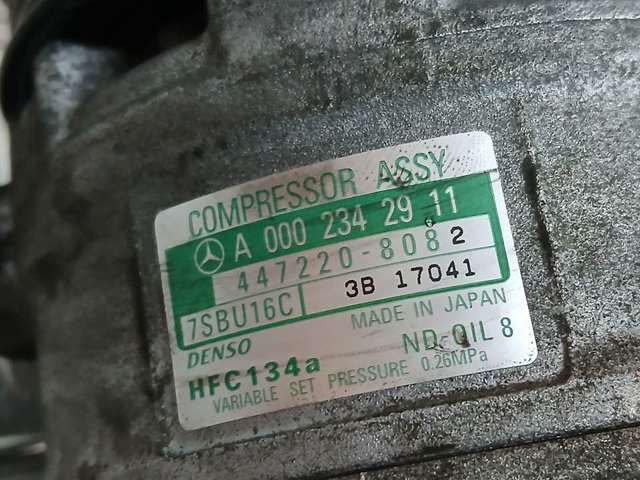 COMPRESSOR ASSY
A 000 234 29 11
447220-8082
7SBU16C 3B 17041
DENSO MADE IN JAPAN
HFC134a ND-OIL 8
VARIABLE SET PRESSURE 0.26MPa